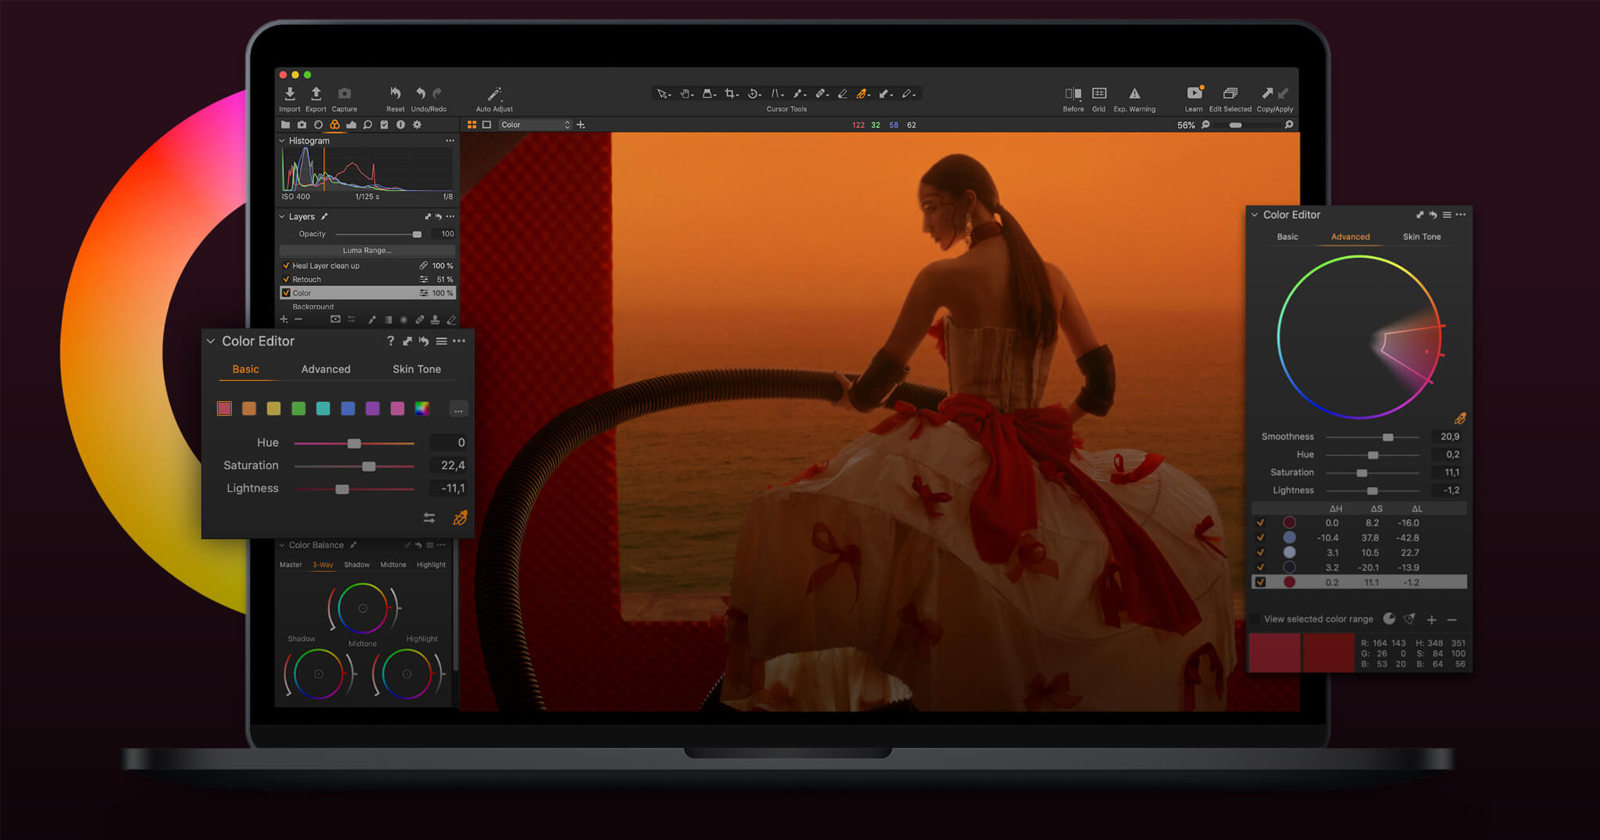 Import Export Capture Reset Undo/Redo Auto Adjust Cursor Tools Before Grid Exp. Warning Learn Edit Selected Copy/Apply
Color 122 32 58 62 56%
Histogram
ISO 400 1/125 s f/8
Layers
Opacity 100
Luma Range...
Heal Layer clean up 100 %
Retouch 51 %
Color 100 %
Background
Color Editor ?
Basic Advanced Skin Tone
...
Hue 0
Saturation 22,4
Lightness -11,1
Color Balance
Master 3-Way Shadow Midtone Highlight
Shadow Midtone Highlight
Color Editor
Basic Advanced Skin Tone
Smoothness 20,9
Hue 0,2
Saturation 11,1
Lightness -1,2
ΔH ΔS ΔL
0.0 8.2 -16.0
-10.4 37.8 -42.8
3.1 10.5 22.7
3.2 -20.1 -13.9
0.2 11.1 -1.2
View selected color range
R: 164 143 H: 348 351
G: 26 0 S: 84 100
B: 53 20 B: 64 56